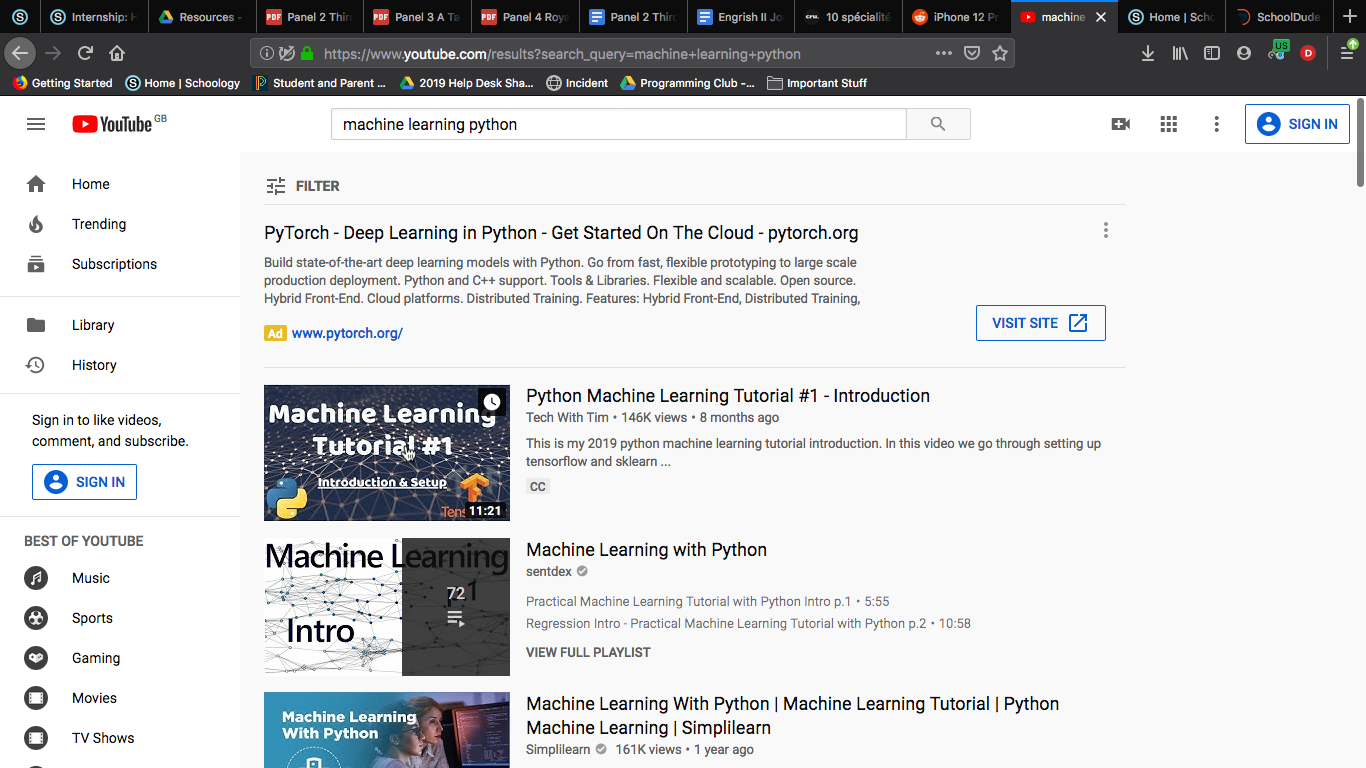 Internship: H
Resources -
Panel 2 Thir
Panel 3 A Ta
Panel 4 Roya
Panel 2 Thir
Engrish II Jo
10 spécialité
iPhone 12 Pr
machine
Home | Scho
SchoolDude
https://www.youtube.com/results?search_query=machine+learning+python
US
D
Getting Started
Home | Schoology
Student and Parent ...
2019 Help Desk Sha...
Incident
Programming Club -...
Important Stuff
YouTube GB
machine learning python
SIGN IN
Home
Trending
Subscriptions
Library
History
Sign in to like videos,
comment, and subscribe.
SIGN IN
BEST OF YOUTUBE
Music
Sports
Gaming
Movies
TV Shows
FILTER
PyTorch - Deep Learning in Python - Get Started On The Cloud - pytorch.org
Build state-of-the-art deep learning models with Python. Go from fast, flexible prototyping to large scale
production deployment. Python and C++ support. Tools & Libraries. Flexible and scalable. Open source.
Hybrid Front-End. Cloud platforms. Distributed Training. Features: Hybrid Front-End, Distributed Training,
Ad www.pytorch.org/
VISIT SITE
Machine Learning
Tutorial #1
Introduction & Setup
Tens
11:21
Python Machine Learning Tutorial #1 - Introduction
Tech With Tim • 146K views • 8 months ago
This is my 2019 python machine learning tutorial introduction. In this video we go through setting up
tensorflow and sklearn ...
CC
Machine Learning
p.1
Intro
72
Machine Learning with Python
sentdex
Practical Machine Learning Tutorial with Python Intro p.1 • 5:55
Regression Intro - Practical Machine Learning Tutorial with Python p.2 • 10:58
VIEW FULL PLAYLIST
Machine Learning
With Python
Machine Learning With Python | Machine Learning Tutorial | Python
Machine Learning | Simplilearn
Simplilearn 161K views • 1 year ago